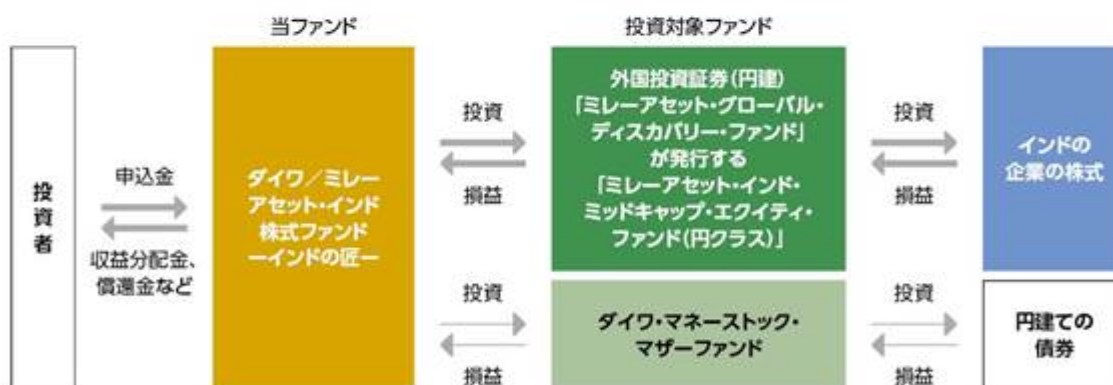 当ファンド
投資対象ファンド
投資者
申込金
収益分配金、
償還金など
ダイワ／ミレー
アセット・インド
株式ファンド
ーインドの匠ー
投資
損益
外国投資証券(円建)
「ミレーアセット・グローバル・
ディスカバリー・ファンド」
が発行する
「ミレーアセット・インド・
ミッドキャップ・エクイティ・
ファンド(円クラス)」
投資
損益
インドの
企業の株式
投資
損益
ダイワ・マネーストック・
マザーファンド
投資
損益
円建ての
債券